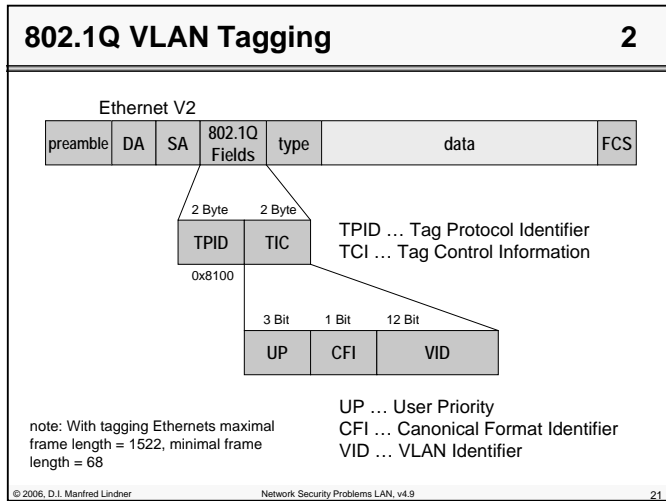 802.1Q VLAN Tagging 2
Ethernet V2
preamble DA SA 802.1Q Fields type data FCS
2 Byte 2 Byte
TPID TIC
0x8100
TPID … Tag Protocol Identifier
TCI … Tag Control Information
3 Bit 1 Bit 12 Bit
UP CFI VID
UP … User Priority
CFI … Canonical Format Identifier
VID … VLAN Identifier
note: With tagging Ethernets maximal
frame length = 1522, minimal frame
length = 68
© 2006, D.I. Manfred Lindner Network Security Problems LAN, v4.9 21